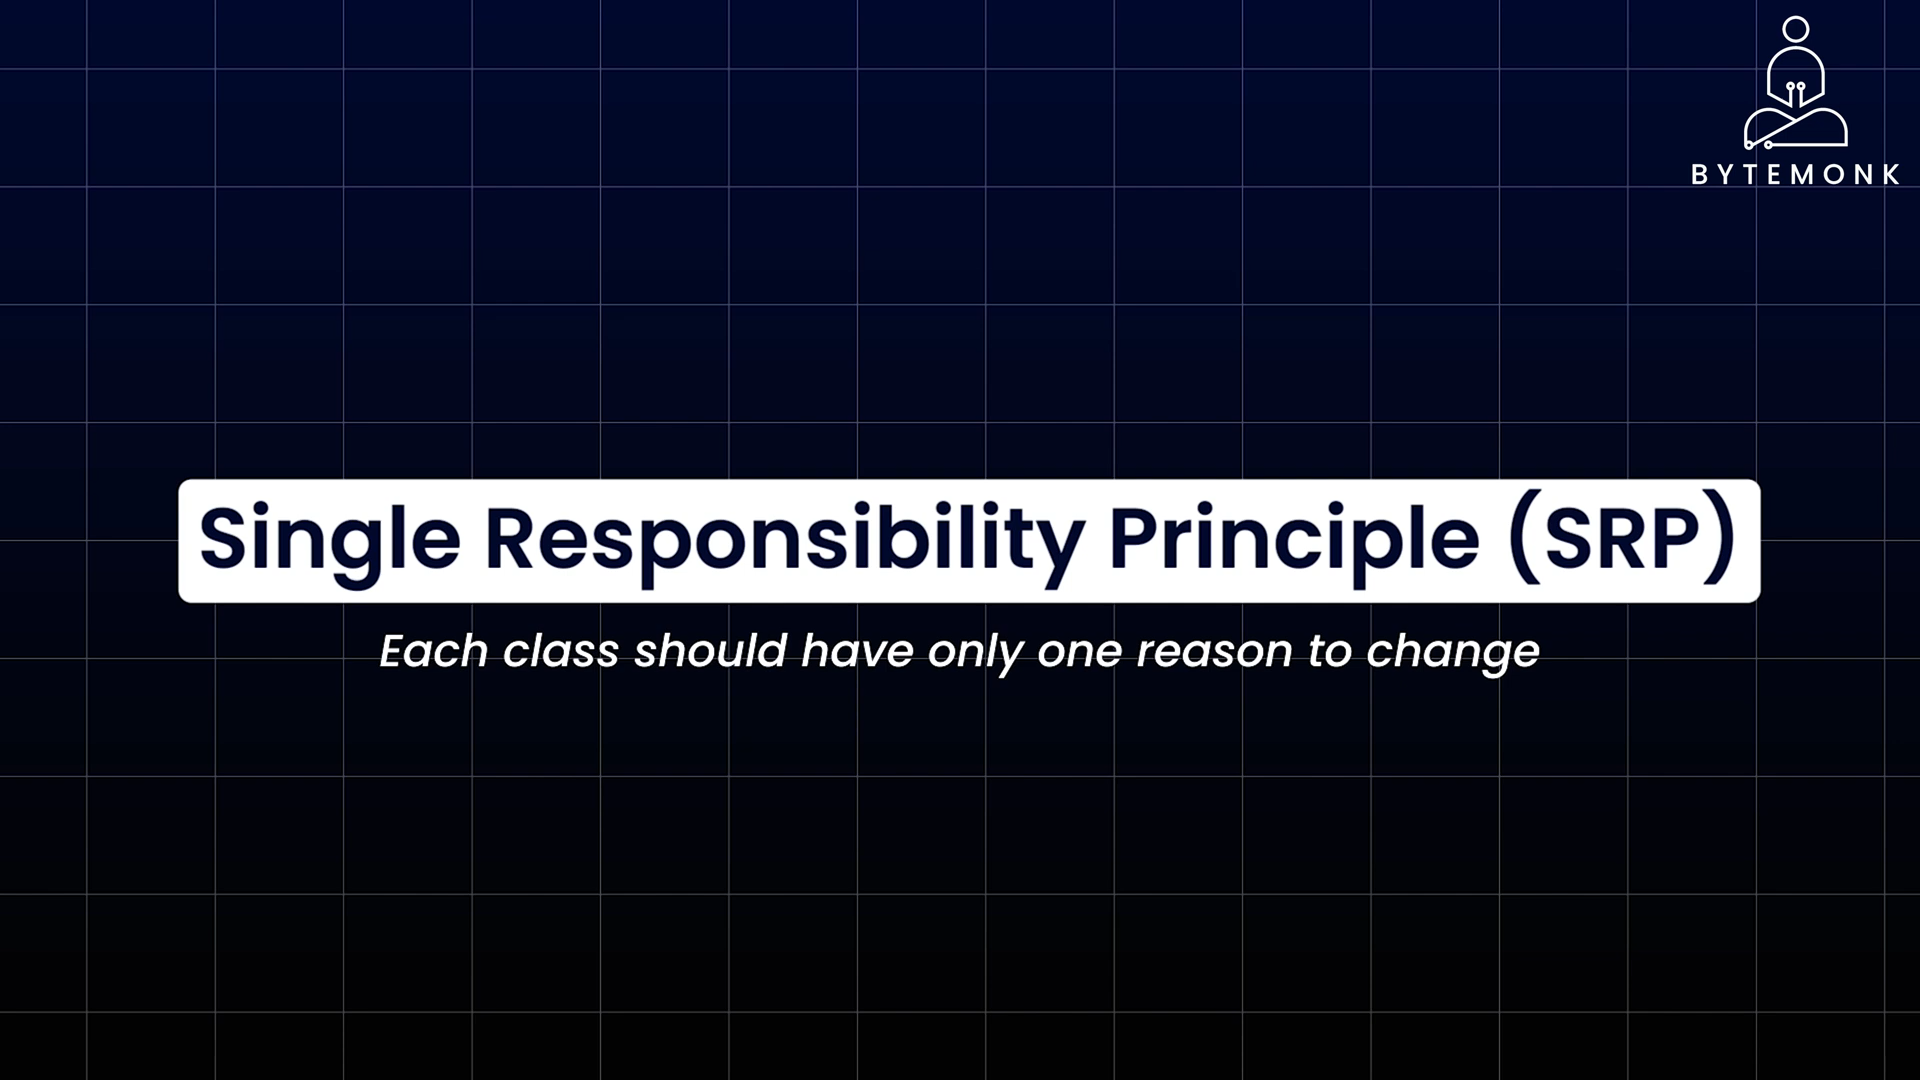 BYTEMONK
Single Responsibility Principle (SRP)
Each class should have only one reason to change